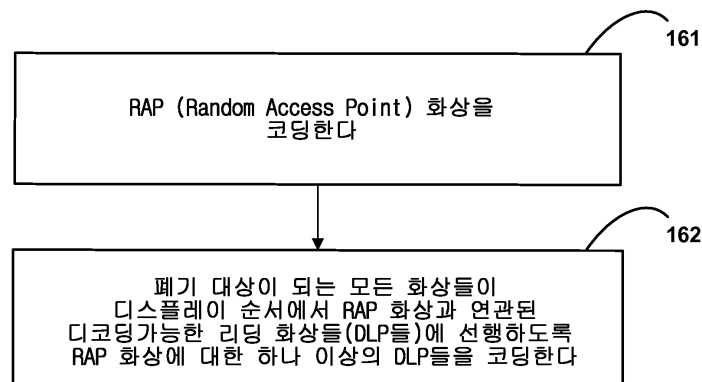 161
RAP (Random Access Point) 화상을
코딩한다
162
폐기 대상이 되는 모든 화상들이
디스플레이 순서에서 RAP 화상과 연관된
디코딩가능한 리딩 화상들(DLP들)에 선행하도록
RAP 화상에 대한 하나 이상의 DLP들을 코딩한다